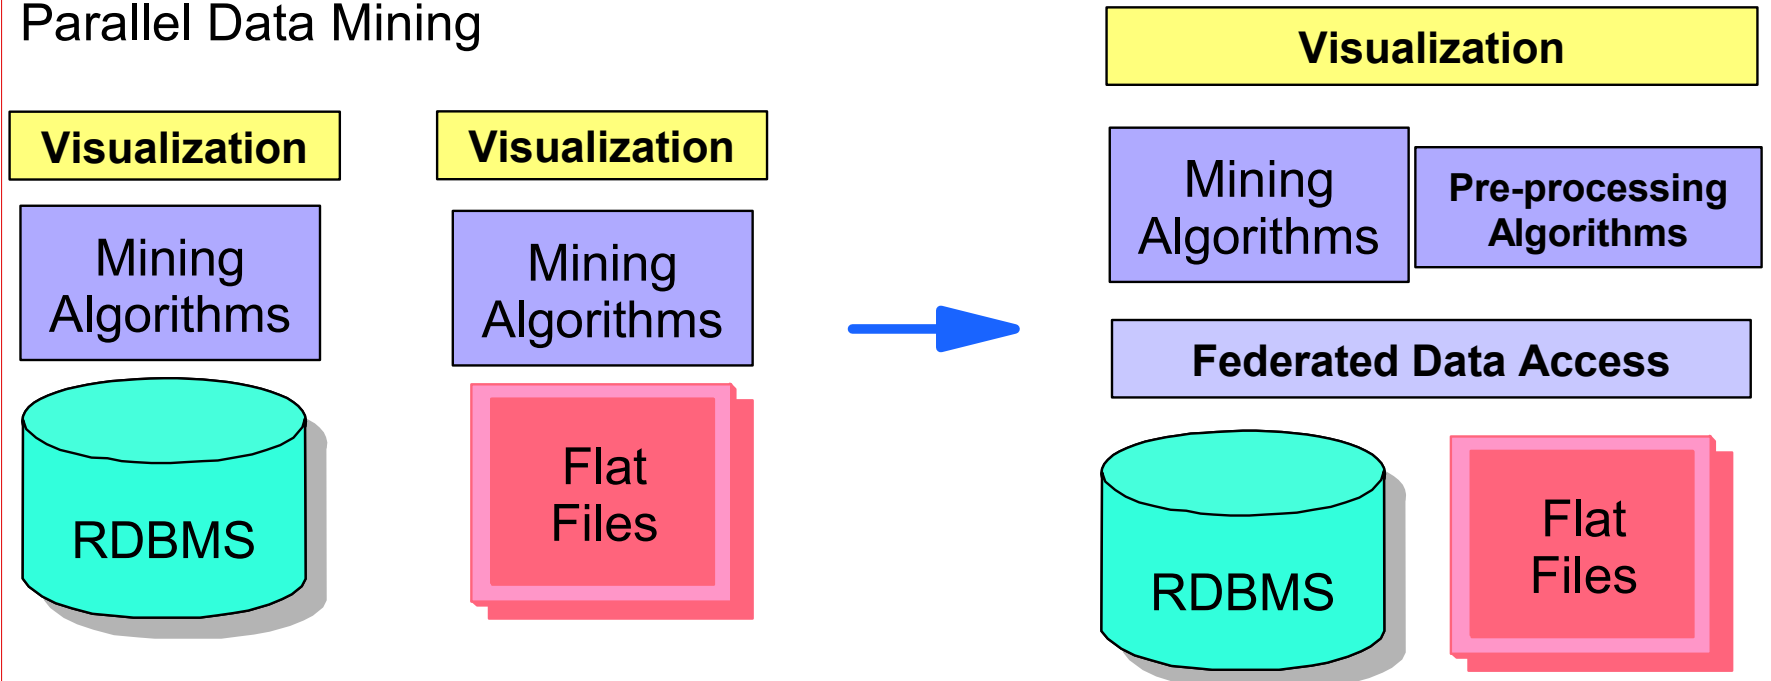 Parallel Data Mining
Visualization
Mining
Algorithms
RDBMS
Visualization
Mining
Algorithms
Flat
Files
Visualization
Mining
Algorithms
Pre-processing
Algorithms
Federated Data Access
RDBMS
Flat
Files